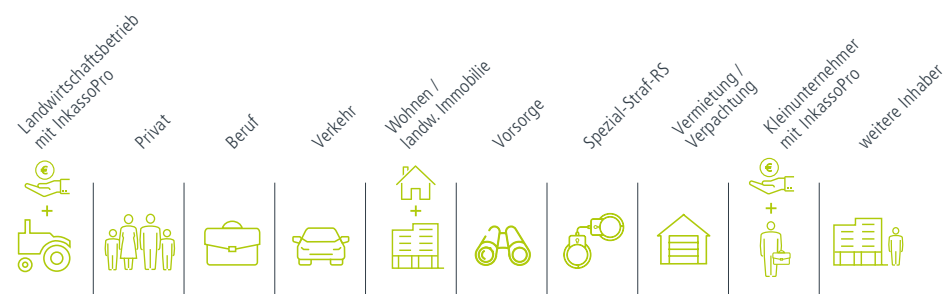 Landwirtschaftsbetrieb
mit InkassoPro
Privat
Beruf
Verkehr
Wohnen /
landw. Immobilie
Vorsorge
Spezial-Straf-RS
Vermietung /
Verpachtung
Kleinunternehmer
mit InkassoPro
weitere Inhaber
€
+
+
€
+